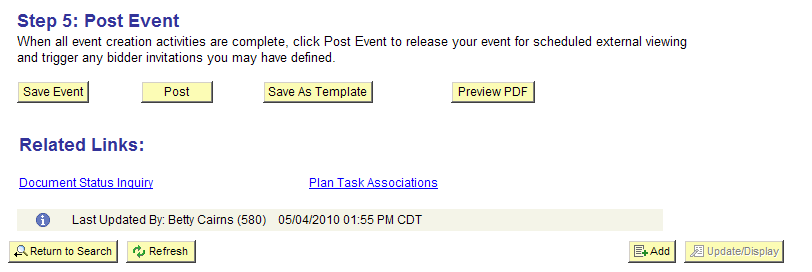 Step 5: Post Event
When all event creation activities are complete, click Post Event to release your event for scheduled external viewing
and trigger any bidder invitations you may have defined.
Save Event Post Save As Template Preview PDF
Related Links:
Document Status Inquiry Plan Task Associations
Last Updated By: Betty Cairns (580) 05/04/2010 01:55 PM CDT
Return to Search Refresh Add Update/Display